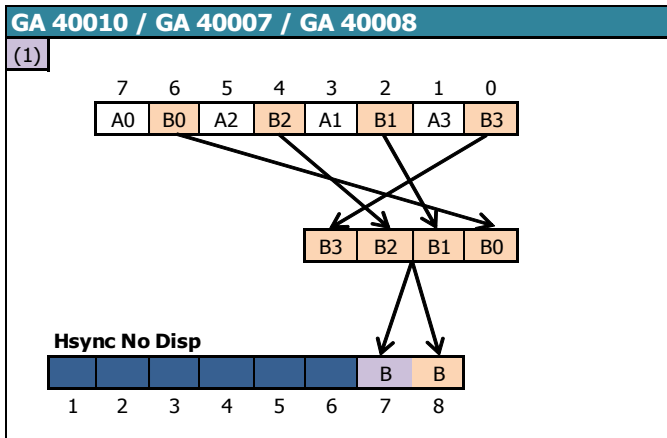 GA 40010 / GA 40007 / GA 40008
(1)
7 6 5 4 3 2 1 0
A0 B0 A2 B2 A1 B1 A3 B3
B3 B2 B1 B0
Hsync No Disp
B B
1 2 3 4 5 6 7 8